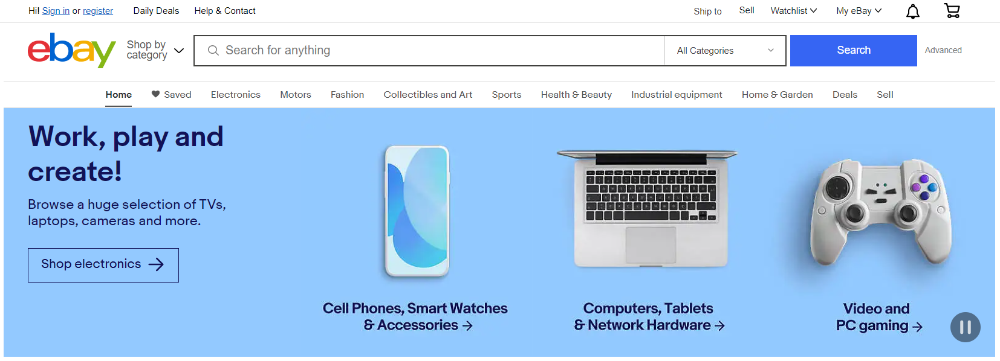 Hi! Sign in or register Daily Deals Help & Contact Ship to Sell Watchlist My eBay
ebay
Shop by
category
Search for anything All Categories Search Advanced
Home Saved Electronics Motors Fashion Collectibles and Art Sports Health & Beauty Industrial equipment Home & Garden Deals Sell
Work, play and
create!
Browse a huge selection of TVs,
laptops, cameras and more.
Shop electronics
Cell Phones, Smart Watches
& Accessories
Computers, Tablets
& Network Hardware
Video and
PC gaming